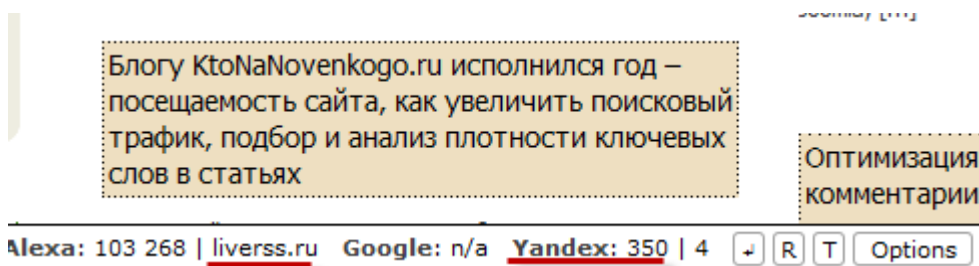 Блогу KtoNaNovenkogo.ru исполнился год –
посещаемость сайта, как увеличить поисковый
трафик, подбор и анализ плотности ключевых
слов в статьях
Оптимизация
комментарии
Alexa: 103 268 | liverss.ru Google: n/a Yandex: 350 | 4 R T Options